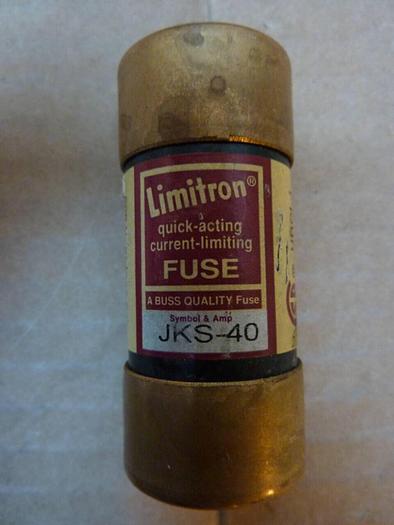 Limitron®
quick-acting
current-limiting
FUSE
A BUSS QUALITY Fuse
Symbol & Amp
JKS-40